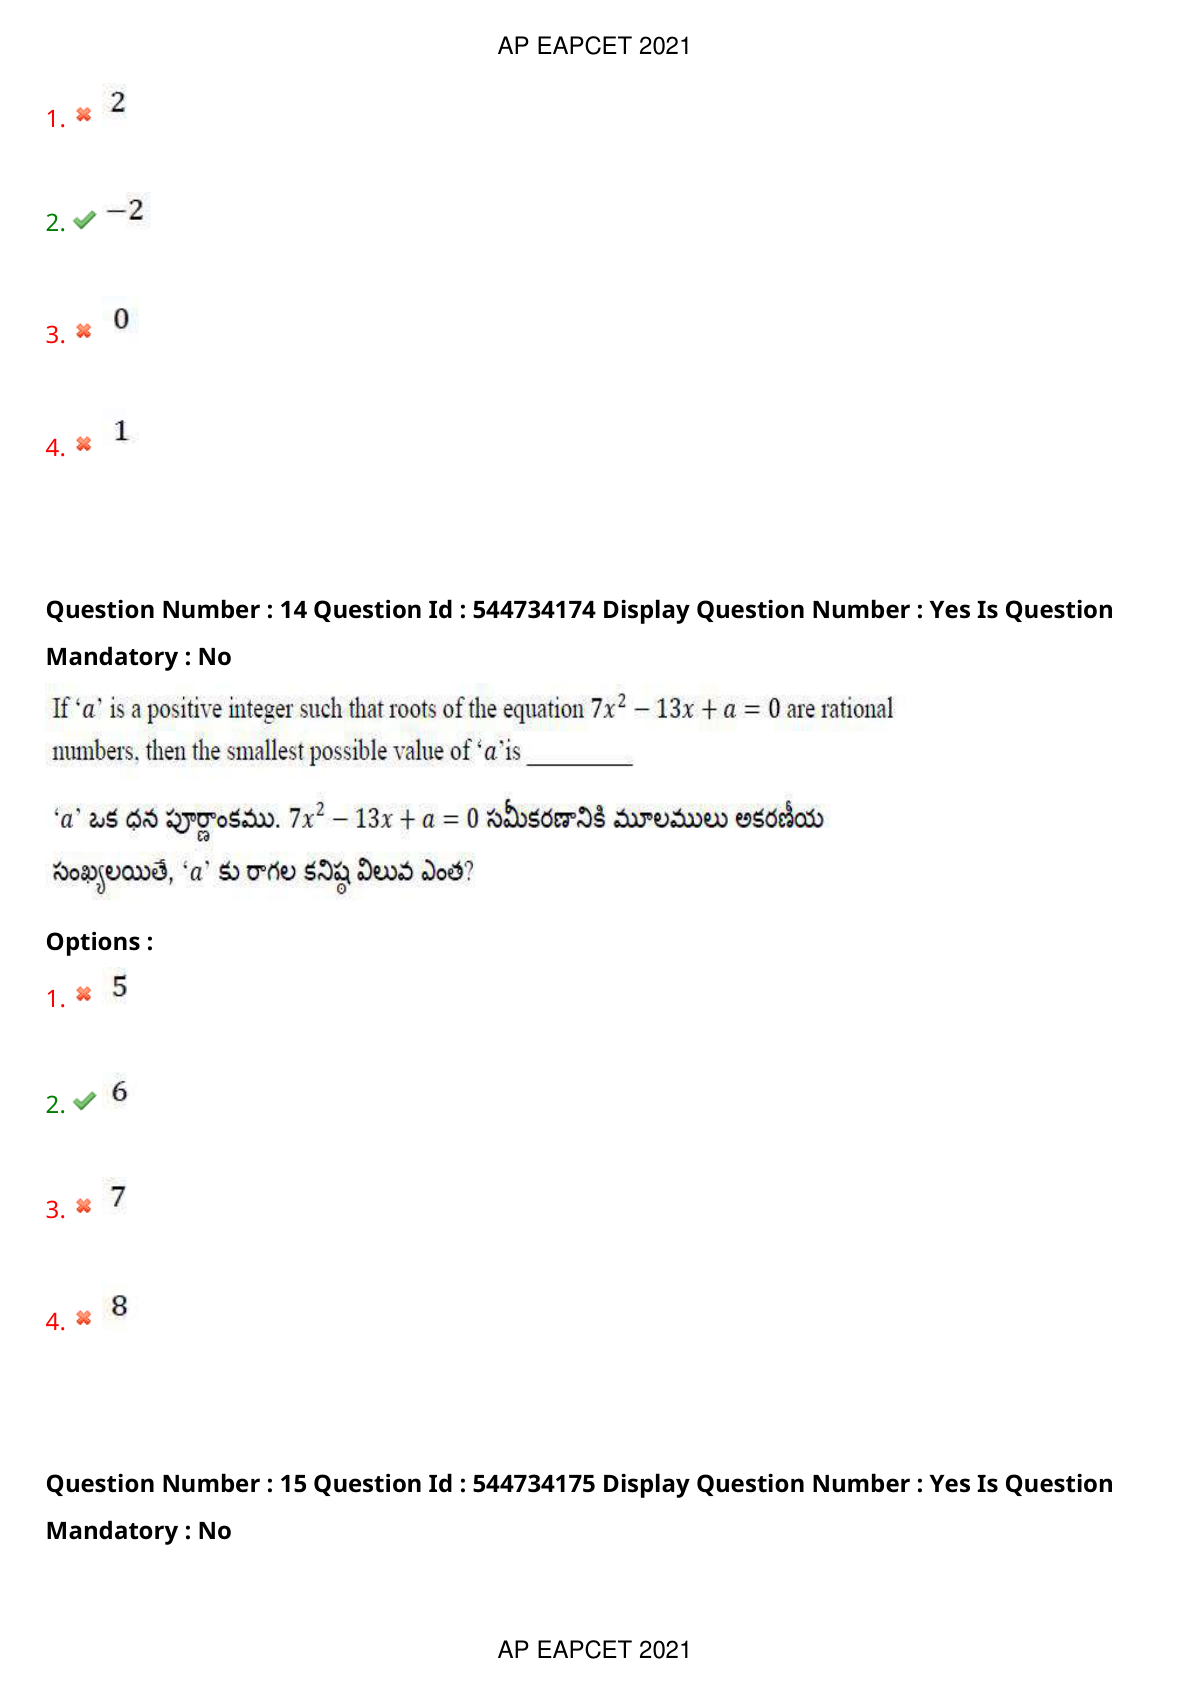 AP EAPCET 2021
1. 2
2. −2
3. 0
4. 1
Question Number : 14 Question Id : 544734174 Display Question Number : Yes Is Question
Mandatory : No
If ‘a’ is a positive integer such that roots of the equation 7x² − 13x + a = 0 are rational
numbers, then the smallest possible value of ‘a’is ________
‘a’ ఒక ధన పూర్ణాంకము. 7x² − 13x + a = 0 సమీకరణానికి మూలములు అకరణీయ
సంఖ్యలయితే, ‘a’ కు రాగల కనిష్ఠ విలువ ఎంత?
Options :
1. 5
2. 6
3. 7
4. 8
Question Number : 15 Question Id : 544734175 Display Question Number : Yes Is Question
Mandatory : No
AP EAPCET 2021